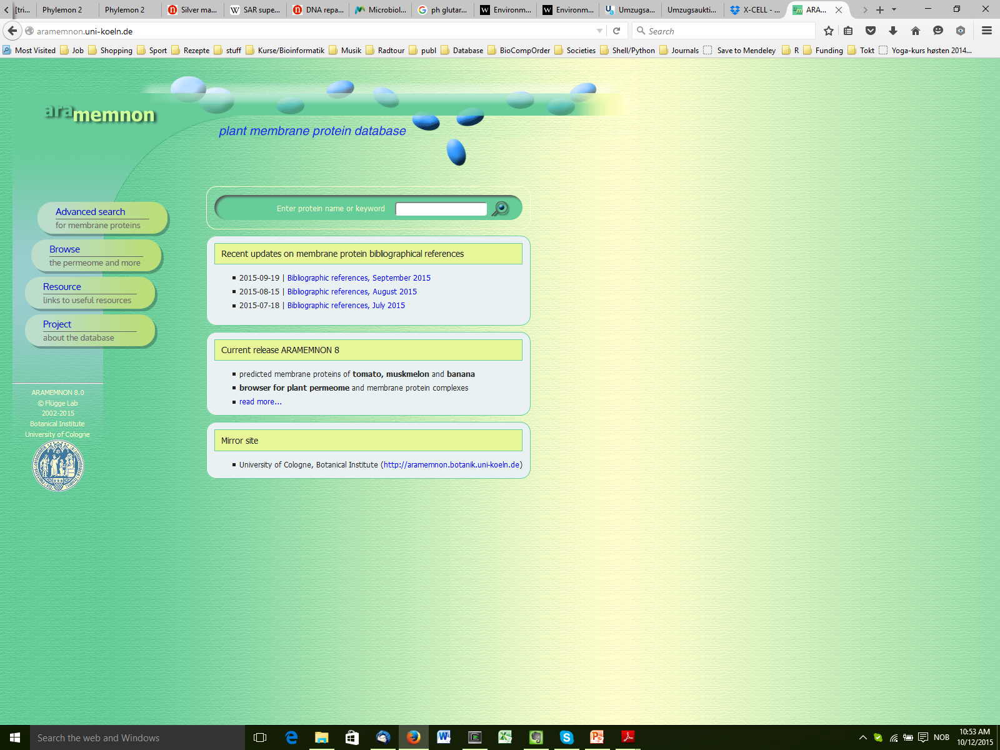 [tri...
Phylemon 2
Phylemon 2
Silver ma...
SAR supe...
DNA repa...
Microbiol...
ph glutar...
Environm...
Environm...
Umzugsa...
Umzugsaukti...
X-CELL - ...
ARA...
aramemnon.uni-koeln.de
Search
Most Visited Job Shopping Sport Rezepte stuff Kurse/Bioinformatik Musik Radtour publ Database BioCompOrder Societies Shell/Python Journals Save to Mendeley R Funding Tokt Yoga-kurs høsten 2014...
aramemnon
plant membrane protein database
Enter protein name or keyword
Advanced search
for membrane proteins
Browse
the permeome and more
Resource
links to useful resources
Project
about the database
ARAMEMNON 8.0
© Flügge Lab
2002-2015
Botanical Institute
University of Cologne
Recent updates on membrane protein bibliographical references
2015-09-19 | Bibliographic references, September 2015
2015-08-15 | Bibliographic references, August 2015
2015-07-18 | Bibliographic references, July 2015
Current release ARAMEMNON 8
predicted membrane proteins of tomato, muskmelon and banana
browser for plant permeome and membrane protein complexes
read more...
Mirror site
University of Cologne, Botanical Institute (http://aramemnon.botanik.uni-koeln.de)
Search the web and Windows
NOB
10:53 AM
10/12/2015